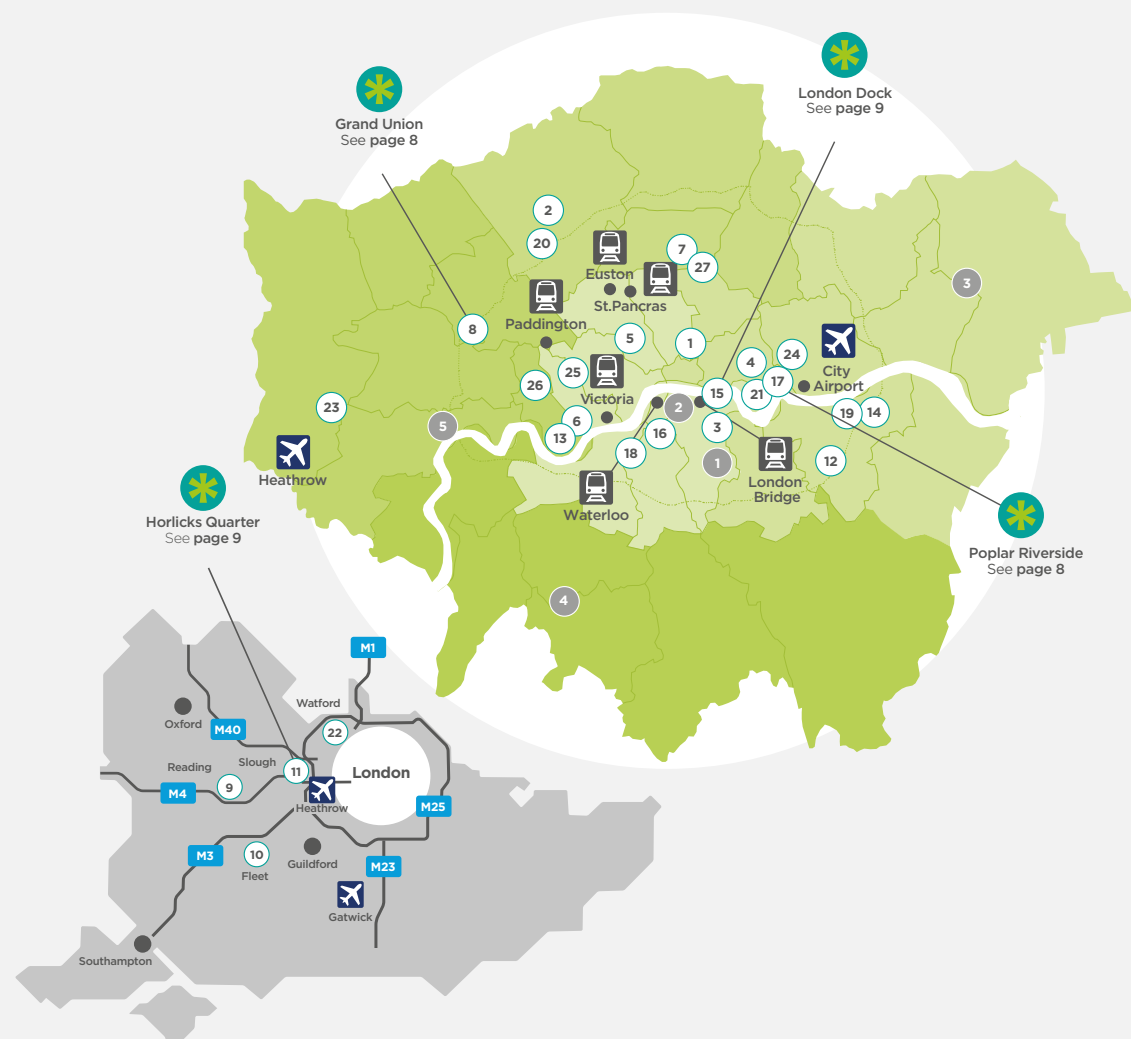 London Dock
See page 9
Grand Union
See page 8
2
20
7
27
Euston
St.Pancras
3
Paddington
8
5
1
4
24
City
Airport
25
26
Victoria
15
17
21
23
2
19
14
6
13
5
3
16
18
1
12
Heathrow
London
Bridge
Waterloo
Horlicks Quarter
See page 9
Poplar Riverside
See page 8
4
M1
Watford
Oxford
M40
22
Reading
Slough
11
London
9
M4
Heathrow
M25
M3
10
Fleet
Guildford
M23
Gatwick
Southampton